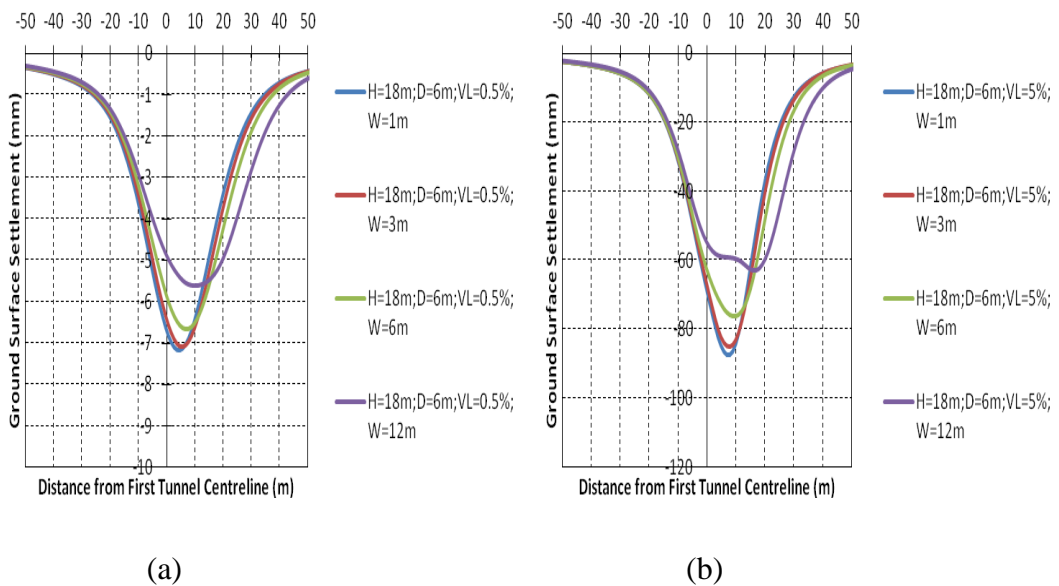 -50 -40 -30 -20 -10 0 10 20 30 40 50
0
-1
-2
-3
-4
-5
-6
-7
-8
-9
-10
Ground Surface Settlement (mm)
Distance from First Tunnel Centreline (m)
H=18m;D=6m;VL=0.5%;
W=1m
H=18m;D=6m;VL=0.5%;
W=3m
H=18m;D=6m;VL=0.5%;
W=6m
H=18m;D=6m;VL=0.5%;
W=12m
(a)
-50 -40 -30 -20 -10 0 10 20 30 40 50
0
-20
-40
-60
-80
-100
-120
Ground Surface Settlement (mm)
Distance from First Tunnel Centreline (m)
H=18m;D=6m;VL=5%;
W=1m
H=18m;D=6m;VL=5%;
W=3m
H=18m;D=6m;VL=5%;
W=6m
H=18m;D=6m;VL=5%;
W=12m
(b)